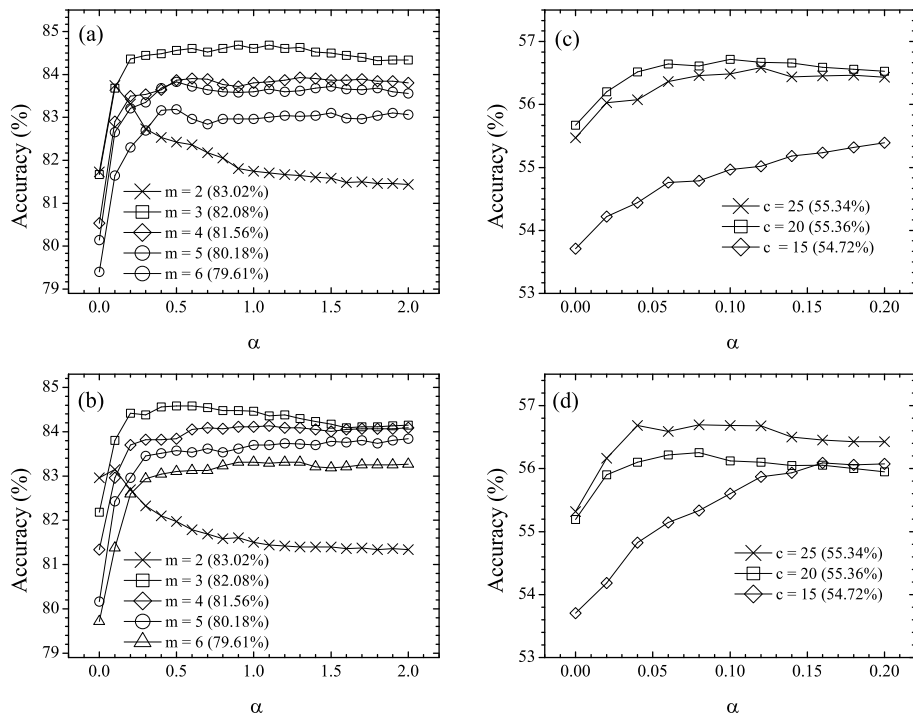 (a)
85
84
83
82
81
80
79
Accuracy (%)
m = 2 (83.02%)
m = 3 (82.08%)
m = 4 (81.56%)
m = 5 (80.18%)
m = 6 (79.61%)
0.0 0.5 1.0 1.5 2.0
α
(c)
57
56
55
54
53
Accuracy (%)
c = 25 (55.34%)
c = 20 (55.36%)
c = 15 (54.72%)
0.00 0.05 0.10 0.15 0.20
α
(b)
85
84
83
82
81
80
79
Accuracy (%)
m = 2 (83.02%)
m = 3 (82.08%)
m = 4 (81.56%)
m = 5 (80.18%)
m = 6 (79.61%)
0.0 0.5 1.0 1.5 2.0
α
(d)
57
56
55
54
53
Accuracy (%)
c = 25 (55.34%)
c = 20 (55.36%)
c = 15 (54.72%)
0.00 0.05 0.10 0.15 0.20
α